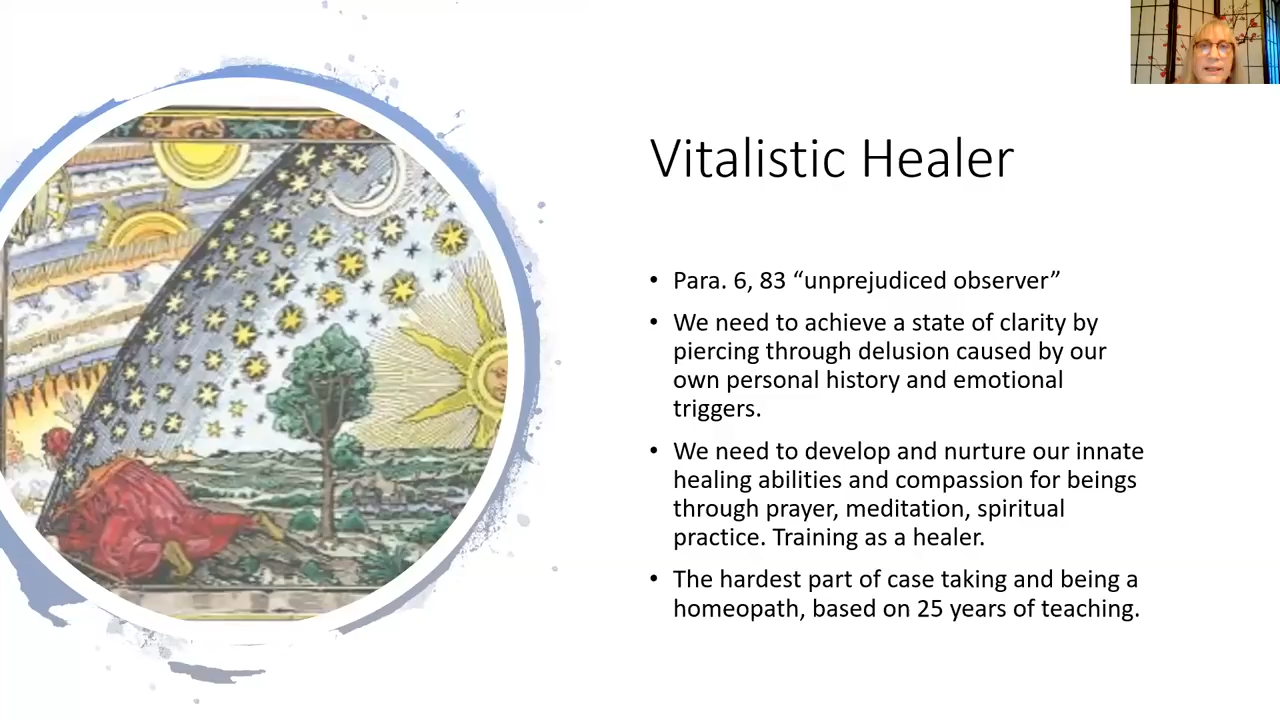 Vitalistic Healer
• Para. 6, 83 “unprejudiced observer”
• We need to achieve a state of clarity by
piercing through delusion caused by our
own personal history and emotional
triggers.
• We need to develop and nurture our innate
healing abilities and compassion for beings
through prayer, meditation, spiritual
practice. Training as a healer.
• The hardest part of case taking and being a
homeopath, based on 25 years of teaching.